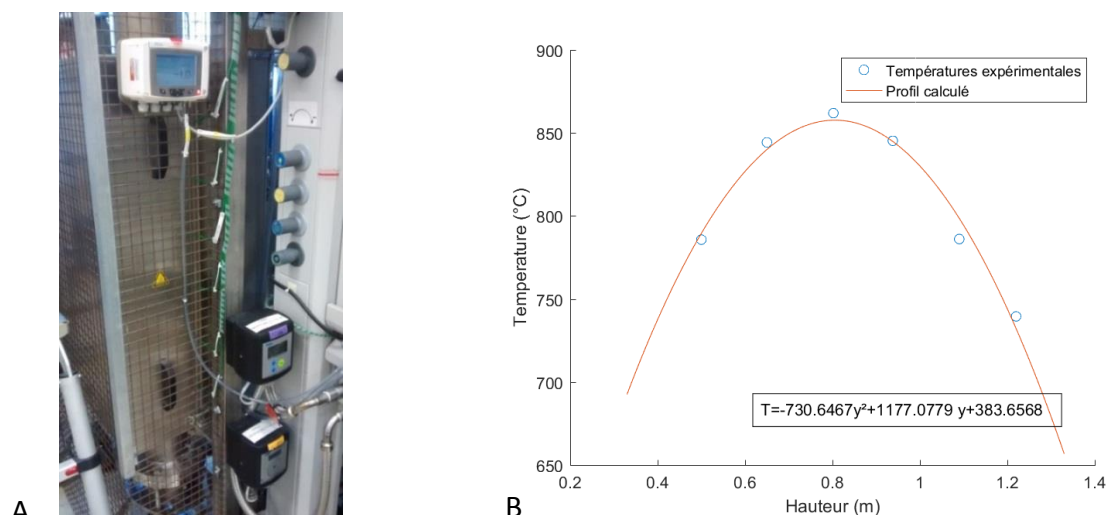 A
B
900
850
800
750
700
650
0.2 0.4 0.6 0.8 1 1.2 1.4
Temperature (°C)
Hauteur (m)
Températures expérimentales
Profil calculé
T=-730.6467y²+1177.0779 y+383.6568